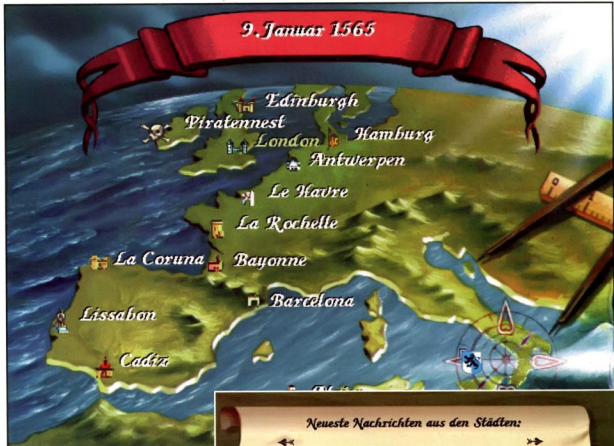 9. Januar 1565
Edinburgh
Piratennest
London
Hamburg
Antwerpen
Le Havre
La Rochelle
La Coruna
Bayonne
Barcelona
Lissabon
Cadiz
Neueste Nachrichten aus den Städten: